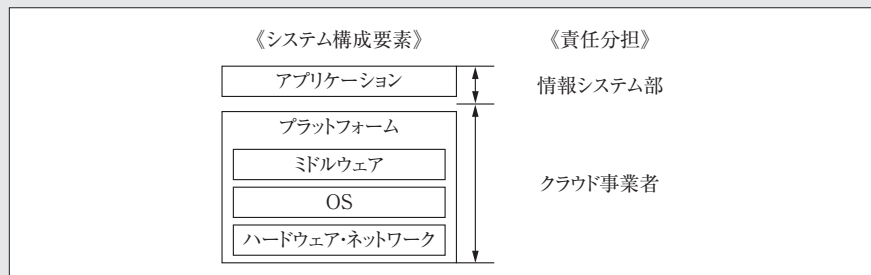 《システム構成要素》 《責任分担》
アプリケーション 情報システム部
プラットフォーム
ミドルウェア
クラウド事業者
OS
ハードウェア・ネットワーク